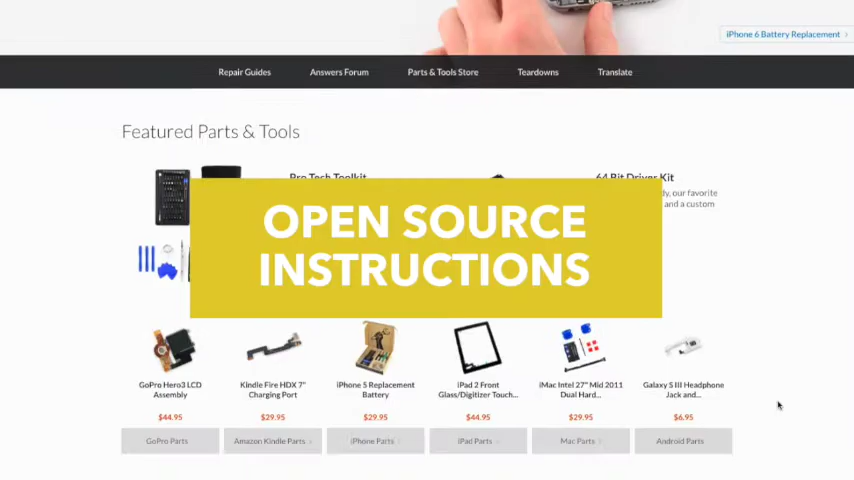 iPhone 6 Battery Replacement
Repair Guides Answers Forum Parts & Tools Store Teardowns Translate
Featured Parts & Tools
Pro Tech Toolkit 64 Bit Driver Kit
our favorite
and a custom
OPEN SOURCE
INSTRUCTIONS
GoPro Hero3 LCD
Assembly
$44.95
GoPro Parts
Kindle Fire HDX 7"
Charging Port
$29.95
Amazon Kindle Parts
iPhone 5 Replacement
Battery
$29.95
iPhone Parts
iPad 2 Front
Glass/Digitizer Touch...
$44.95
iPad Parts
iMac Intel 27" Mid 2011
Dual Hard...
$29.95
Mac Parts
Galaxy S III Headphone
Jack and...
$6.95
Android Parts